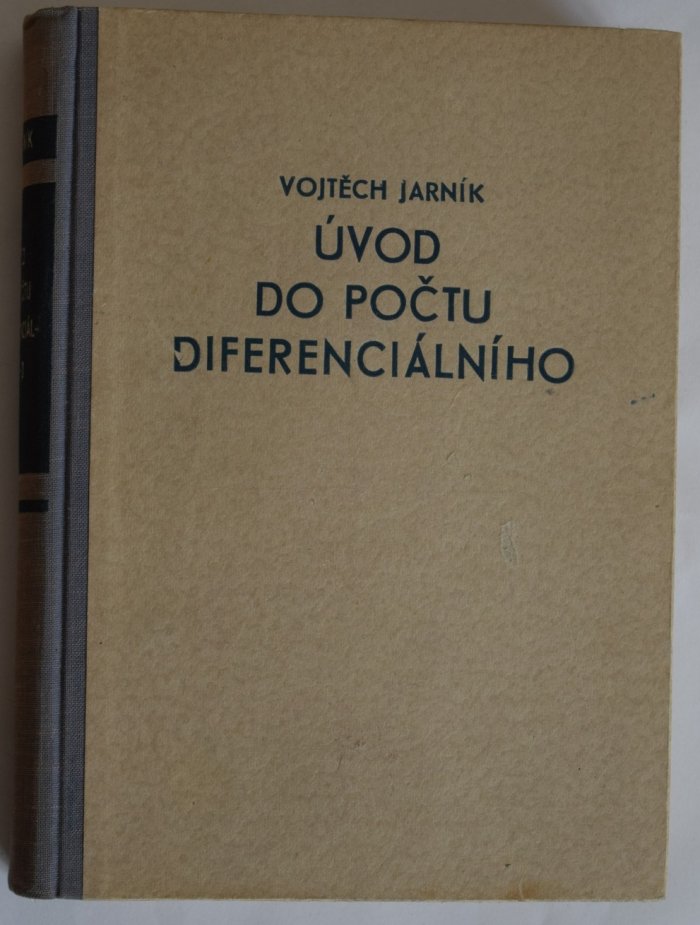 VOJTĚCH JARNÍK
ÚVOD
DO POČTU
DIFERENCIÁLNÍHO